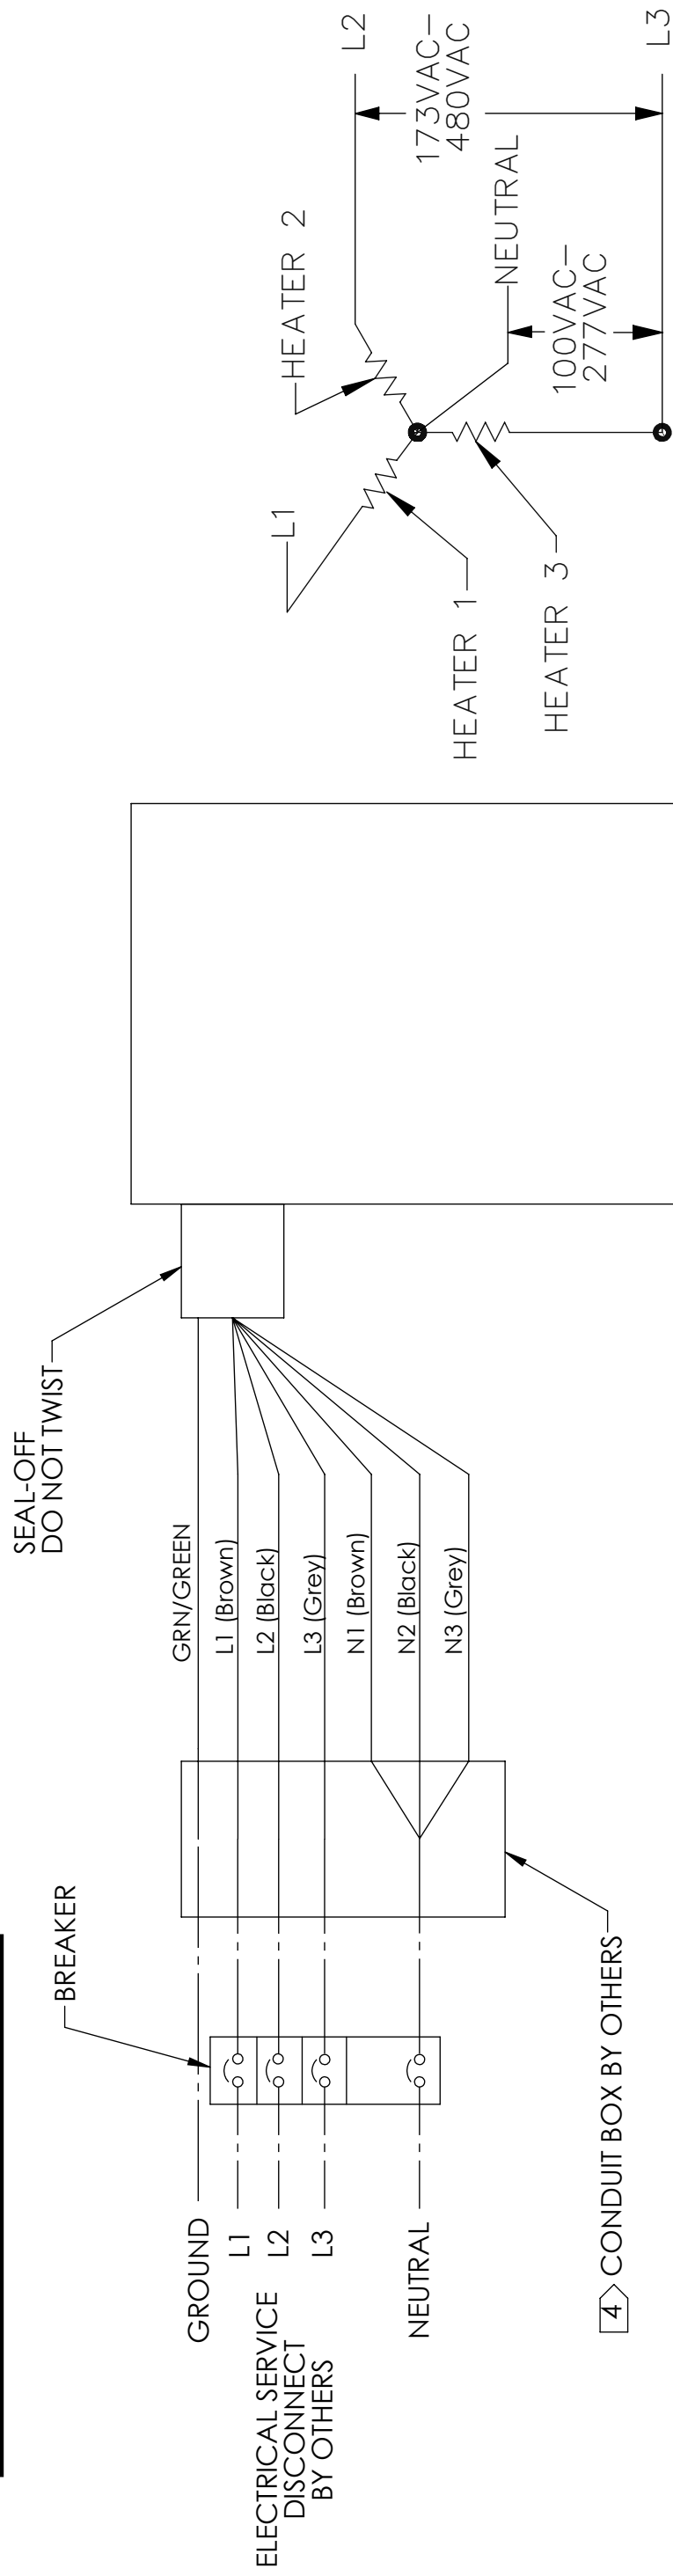 SEAL-OFF
DO NOT TWIST
BREAKER
GROUND
L1
L2
L3
ELECTRICAL SERVICE
DISCONNECT
BY OTHERS
NEUTRAL
GRN/GREEN
L1 (Brown)
L2 (Black)
L3 (Grey)
N1 (Brown)
N2 (Black)
N3 (Grey)
4 CONDUIT BOX BY OTHERS
L1
HEATER 2
L2
HEATER 1
HEATER 3
173VAC–
480VAC
NEUTRAL
100VAC–
277VAC
L3